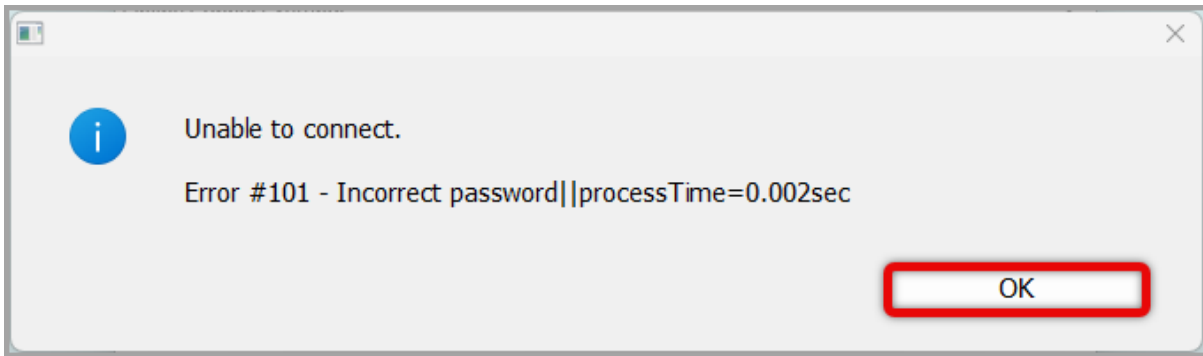 Unable to connect.
Error #101 - Incorrect password||processTime=0.002sec
OK